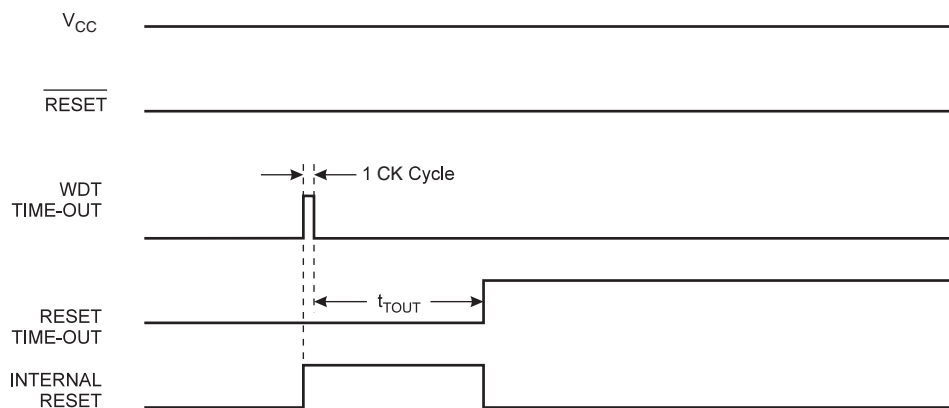 VCC
RESET
1 CK Cycle
WDT
TIME-OUT
tTOUT
RESET
TIME-OUT
INTERNAL
RESET